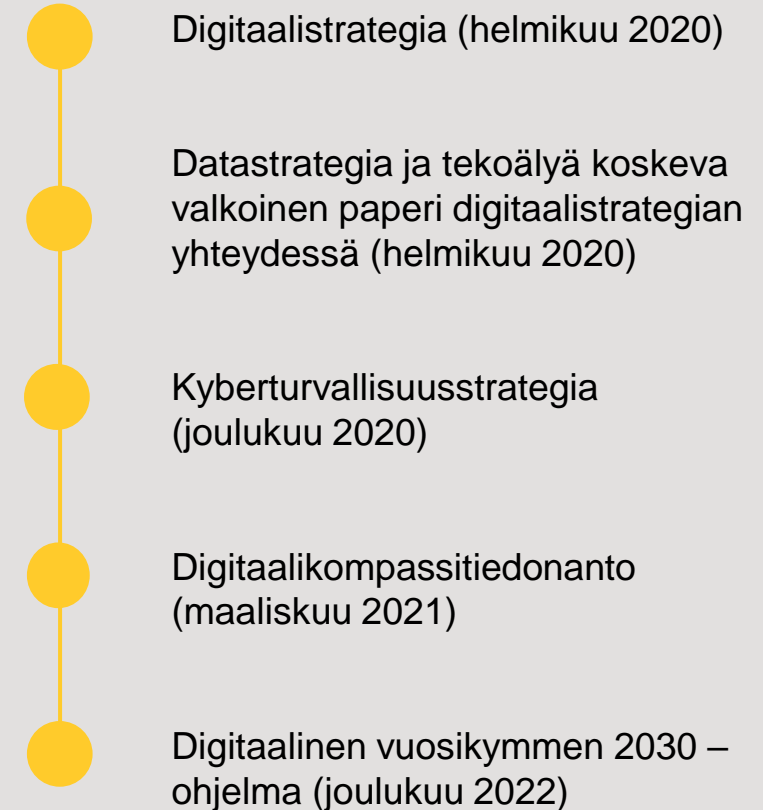 Digitaalistrategia (helmikuu 2020)
Datastrategia ja tekoälyä koskeva
valkoinen paperi digitaalistrategian
yhteydessä (helmikuu 2020)
Kyberturvallisuusstrategia
(joulukuu 2020)
Digitaalikompassitiedonanto
(maaliskuu 2021)
Digitaalinen vuosikymmen 2030 –
ohjelma (joulukuu 2022)